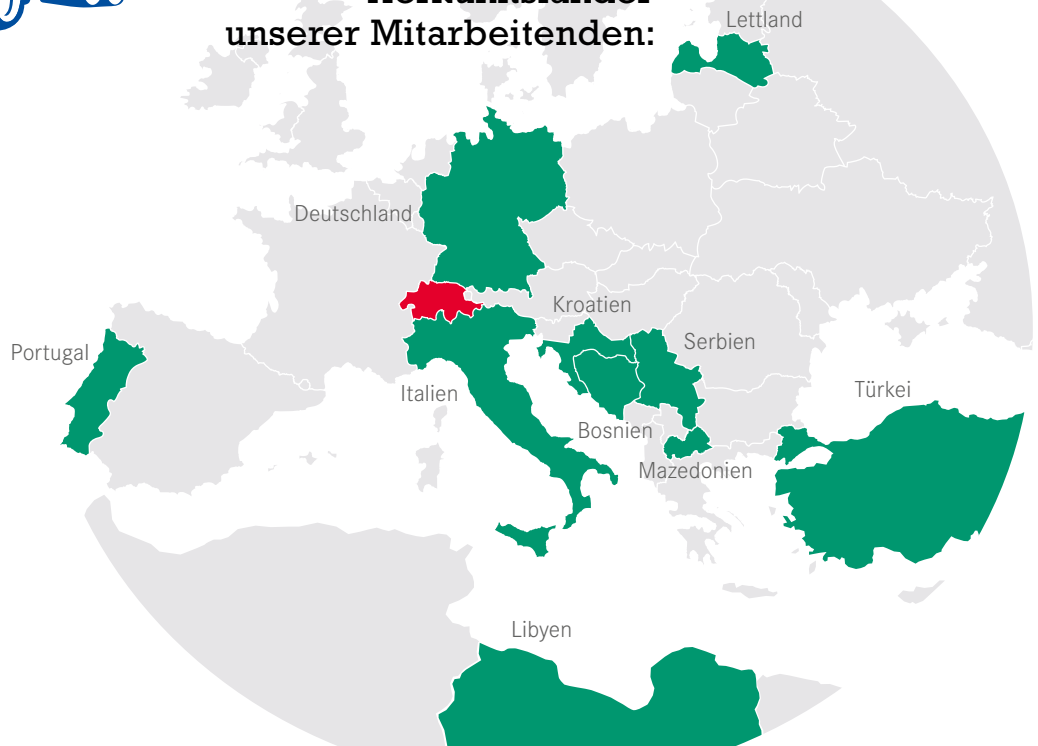 unserer Mitarbeitenden:
Lettland
Deutschland
Kroatien
Serbien
Portugal
Italien
Türkei
Bosnien
Mazedonien
Libyen